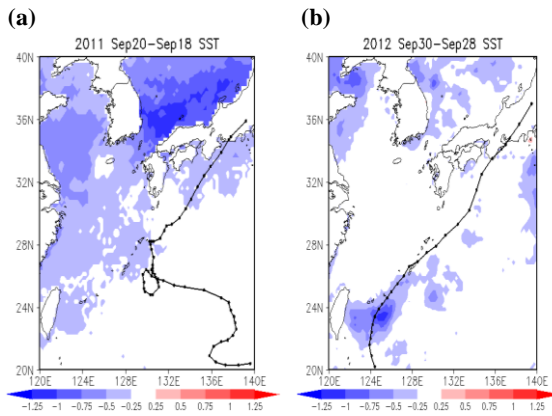 (a)
2011 Sep20-Sep18 SST
40N
36N
32N
28N
24N
20N
120E 124E 128E 132E 136E 140E
-1.25 -1 -0.75 -0.5 -0.25 0.25 0.5 0.75 1 1.25
(b)
2012 Sep30-Sep28 SST
40N
36N
32N
28N
24N
20N
120E 124E 128E 132E 136E 140E
-1.25 -1 -0.75 -0.5 -0.25 0.25 0.5 0.75 1 1.25